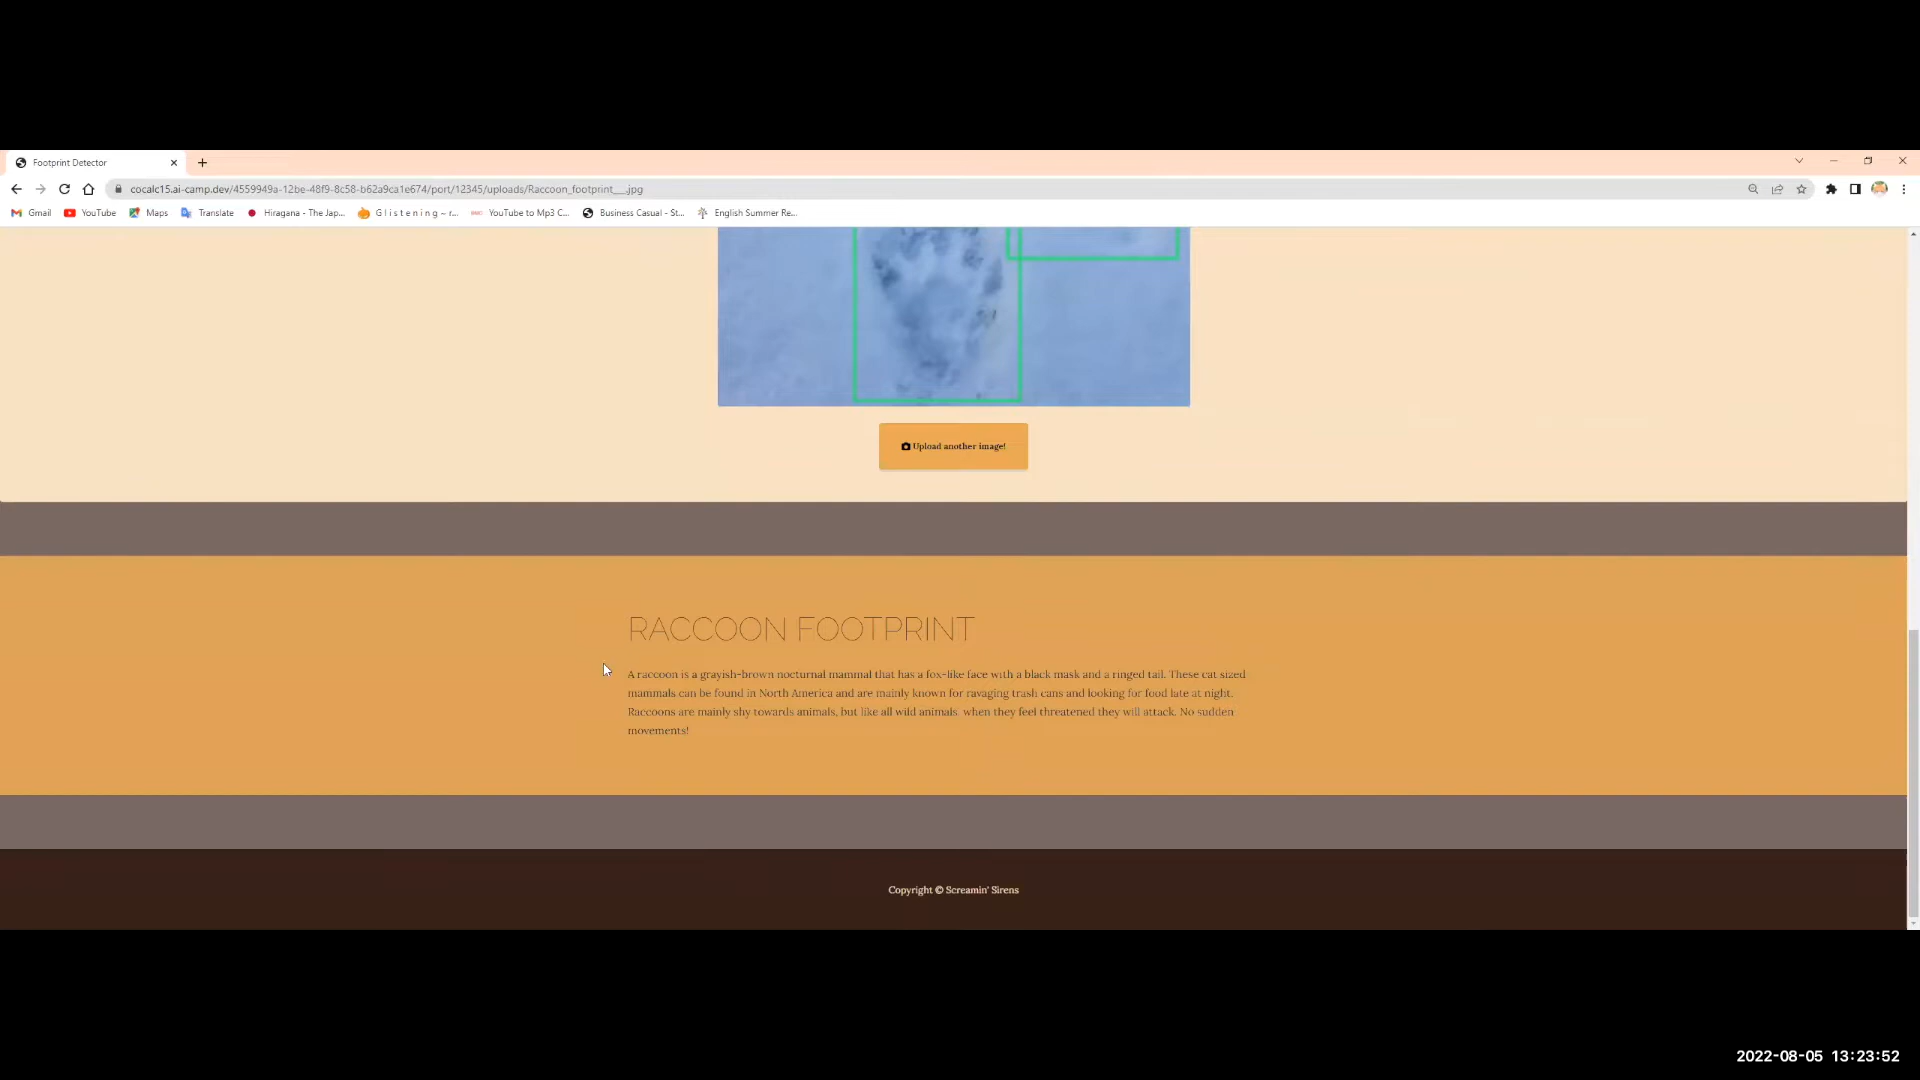 Footprint Detector
cocalc15.ai-camp.dev/4559949a-12be-48f9-8c58-b62a9ca1e674/port/12345/uploads/Raccoon_footprint__.jpg
Gmail YouTube Maps Translate Hiragana - The Jap... G l i s t e n i n g ~ r... YouTube to Mp3 C... Business Casual - St... English Summer Re...
Upload another image!
RACCOON FOOTPRINT
A raccoon is a grayish-brown nocturnal mammal that has a fox-like face with a black mask and a ringed tail. These cat sized
mammals can be found in North America and are mainly known for ravaging trash cans and looking for food late at night.
Raccoons are mainly shy towards animals, but like all wild animals when they feel threatened they will attack. No sudden
movements!
Copyright © Screamin' Sirens
2022-08-05 13:23:52